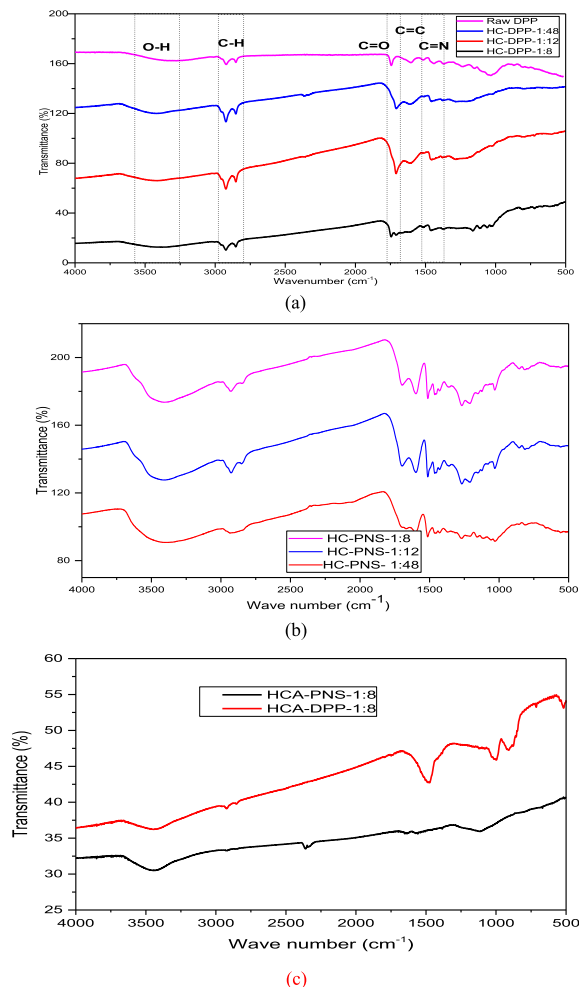 200
160
120
80
40
0
Transmittance (%)
O-H
C-H
C=O
C=C
C=N
Raw DPP
HC-DPP-1:48
HC-DPP-1:12
HC-DPP-1:8
4000 3500 3000 2500 2000 1500 1000 500
Wavenumber (cm-1)
(a)
200
160
120
80
Transmittance (%)
HC-PNS-1:8
HC-PNS-1:12
HC-PNS- 1:48
4000 3500 3000 2500 2000 1500 1000 500
Wave number (cm-1)
(b)
60
55
50
45
40
35
30
25
Transmittance (%)
HCA-PNS-1:8
HCA-DPP-1:8
4000 3500 3000 2500 2000 1500 1000 500
Wave number (cm-1)
(c)